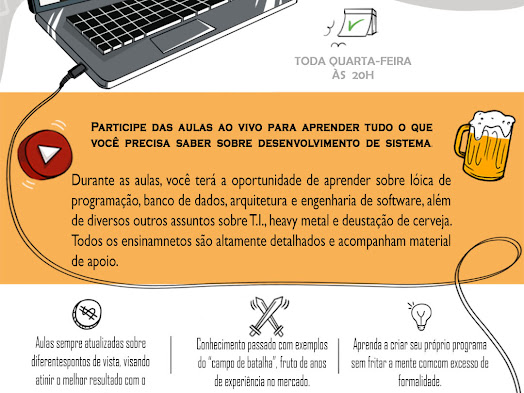 TODA QUARTA-FEIRA
ÀS 20H
PARTICIPE DAS AULAS AO VIVO PARA APRENDER TUDO O QUE
VOCÊ PRECISA SABER SOBRE DESENVOLVIMENTO DE SISTEMA
Durante as aulas, você terá a oportunidade de aprender sobre lóica de
programação, banco de dados, arquitetura e engenharia de software, além
de diversos outros assuntos sobre T.I., heavy metal e deustação de cerveja.
Todos os ensinamnetos são altamente detalhados e acompanham material
de apoio.
Aulas sempre atualizadas sobre
diferentespontos de vista, visando
atinir o melhor resultado com o
Conhecimento passado com exemplos
do "campo de batalha", fruto de anos
de experiência no mercado.
Aprenda a criar seu próprio programa
sem fritar a mente comcom excesso de
formalidade.